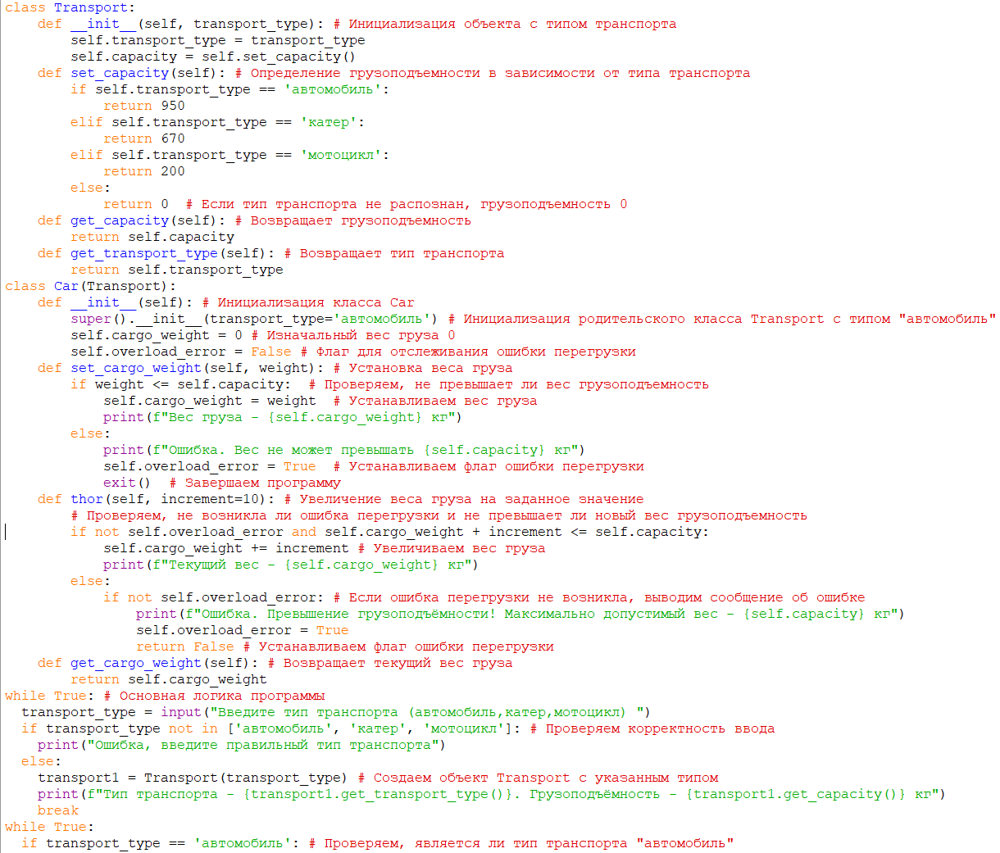 class Transport:
    def __init__(self, transport_type): # Инициализация объекта с типом транспорта
        self.transport_type = transport_type
        self.capacity = self.set_capacity()
    def set_capacity(self): # Определение грузоподъемности в зависимости от типа транспорта
        if self.transport_type == 'автомобиль':
            return 950
        elif self.transport_type == 'катер':
            return 670
        elif self.transport_type == 'мотоцикл':
            return 200
        else:
            return 0  # Если тип транспорта не распознан, грузоподъемность 0
    def get_capacity(self): # Возвращает грузоподъемность
        return self.capacity
    def get_transport_type(self): # Возвращает тип транспорта
        return self.transport_type
class Car(Transport):
    def __init__(self): # Инициализация класса Car
        super().__init__(transport_type='автомобиль') # Инициализация родительского класса Transport с типом "автомобиль"
        self.cargo_weight = 0 # Изначальный вес груза 0
        self.overload_error = False # Флаг для отслеживания ошибки перегрузки
    def set_cargo_weight(self, weight): # Установка веса груза
        if weight <= self.capacity:  # Проверяем, не превышает ли вес грузоподъемность
            self.cargo_weight = weight  # Устанавливаем вес груза
            print(f"Вес груза - {self.cargo_weight} кг")
        else:
            print(f"Ошибка. Вес не может превышать {self.capacity} кг")
            self.overload_error = True  # Устанавливаем флаг ошибки перегрузки
            exit()  # Завершаем программу
    def thor(self, increment=10): # Увеличение веса груза на заданное значение
        # Проверяем, не возникла ли ошибка перегрузки и не превышает ли новый вес грузоподъемность
        if not self.overload_error and self.cargo_weight + increment <= self.capacity:
            self.cargo_weight += increment # Увеличиваем вес груза
            print(f"Текущий вес - {self.cargo_weight} кг")
        else:
            if not self.overload_error: # Если ошибка перегрузки не возникла, выводим сообщение об ошибке
                print(f"Ошибка. Превышение грузоподъёмности! Максимально допустимый вес - {self.capacity} кг")
                self.overload_error = True
                return False # Устанавливаем флаг ошибки перегрузки
    def get_cargo_weight(self): # Возвращает текущий вес груза
        return self.cargo_weight
while True: # Основная логика программы
  transport_type = input("Введите тип транспорта (автомобиль,катер,мотоцикл) ")
  if transport_type not in ['автомобиль', 'катер', 'мотоцикл']: # Проверяем корректность ввода
    print("Ошибка, введите правильный тип транспорта")
  else:
    transport1 = Transport(transport_type) # Создаем объект Transport с указанным типом
    print(f"Тип транспорта - {transport1.get_transport_type()}. Грузоподъёмность - {transport1.get_capacity()} кг")
    break
while True:
  if transport_type == 'автомобиль': # Проверяем, является ли тип транспорта "автомобиль"